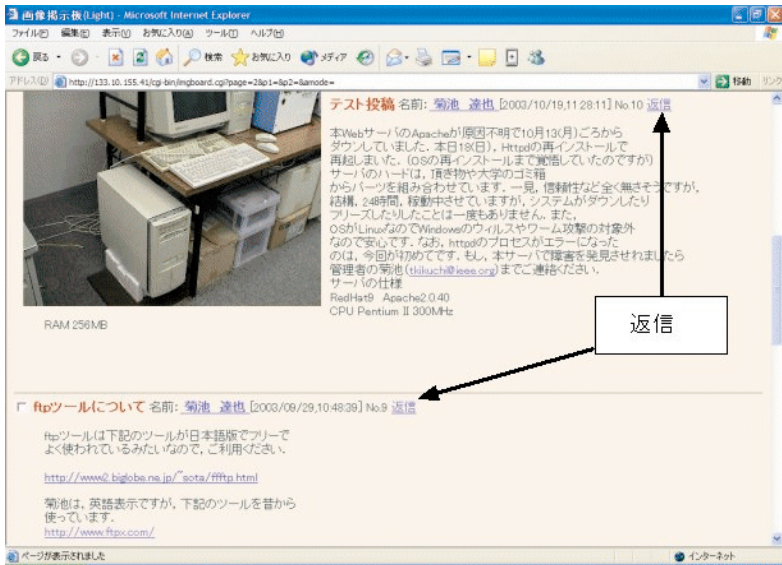 画像掲示板(Light) - Microsoft Internet Explorer
ファイル(F) 編集(E) 表示(V) お気に入り(A) ツール(T) ヘルプ(H)
戻る 検索 お気に入り メディア
アドレス(D) http://133.10.155.41/cgi-bin/imgboard.cgi?page=2&p1=&p2=&amode= 移動 リンク
テスト投稿 名前: 菊池 達也 [2003/10/19,11:28:11] No.10 返信
本WebサーバのApacheが原因不明で10月13(月)ごろから
ダウンしていました. 本日18(日), Httpdの再インストールで
再起しまいた. (OSの再インストールまで覚悟していたのですが)
サーバのハードは, 頂き物や大学のゴミ箱
からパーツを組み合わせています. 一見, 信頼性など全く無さそうですが,
結構, 24時間, 稼動中させていますが, システムがダウンしたり
フリーズしたりしたことは一度もありません. また,
OSがLinuxなのでWindowsのウィルスやワーム攻撃の対象外
なので安心です. なお, httpdのプロセスがエラーになった
のは, 今回が初めてです. もし, 本サーバで障害を発見されれましたら
管理者の菊池(tkikuchi@ieee.org)までご連絡ください.
サーバの仕様
RedHat9 Apache2.0.40
CPU Pentium II 300MHz
RAM 256MB
返信
ftpツールについて 名前: 菊池 達也 [2003/09/29,10:48:39] No.9 返信
ftpツールは下記のツールが日本語版でフリーで
よく使われているみたいなので, ご利用ください.
http://www2.biglobe.ne.jp/~sota/ffftp.html
菊池は, 英語表示ですが, 下記のツールを昔から
使っています.
http://www.ftpx.com/
ページが表示されました インターネット